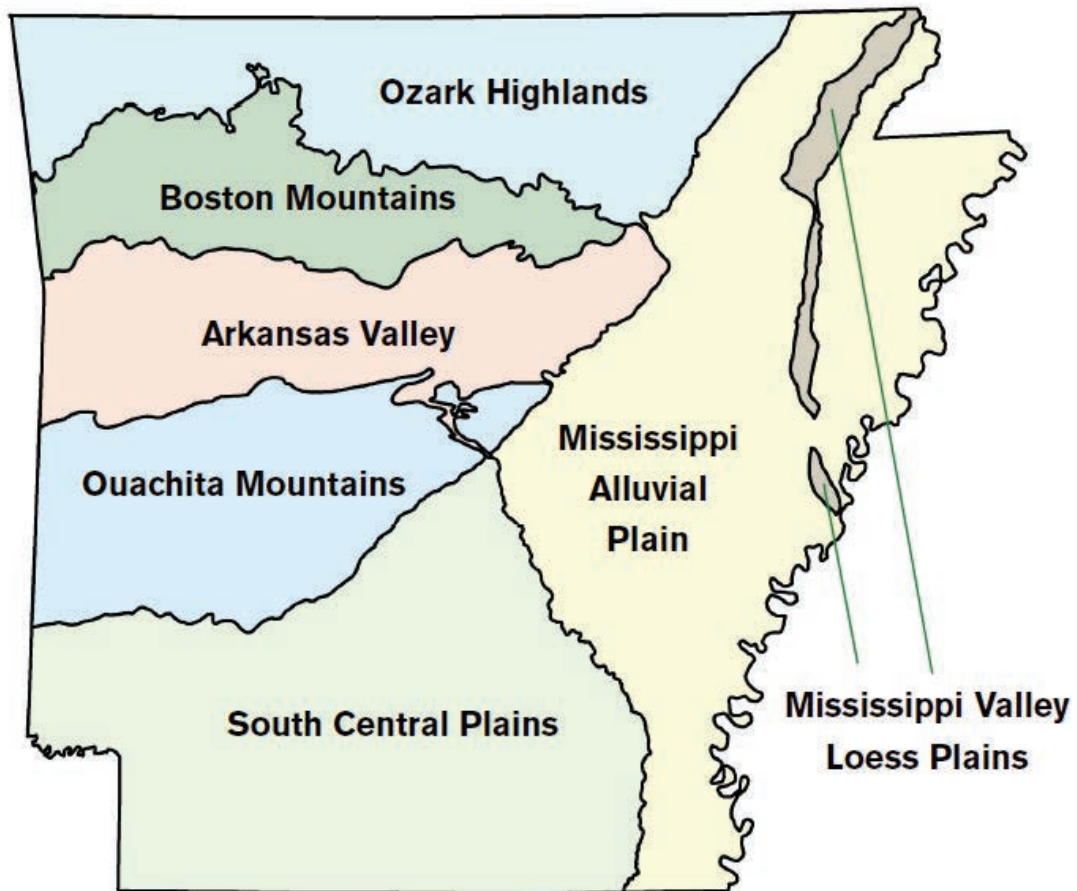 Ozark Highlands
Boston Mountains
Arkansas Valley
Ouachita Mountains
Mississippi
Alluvial
Plain
South Central Plains
Mississippi Valley
Loess Plains